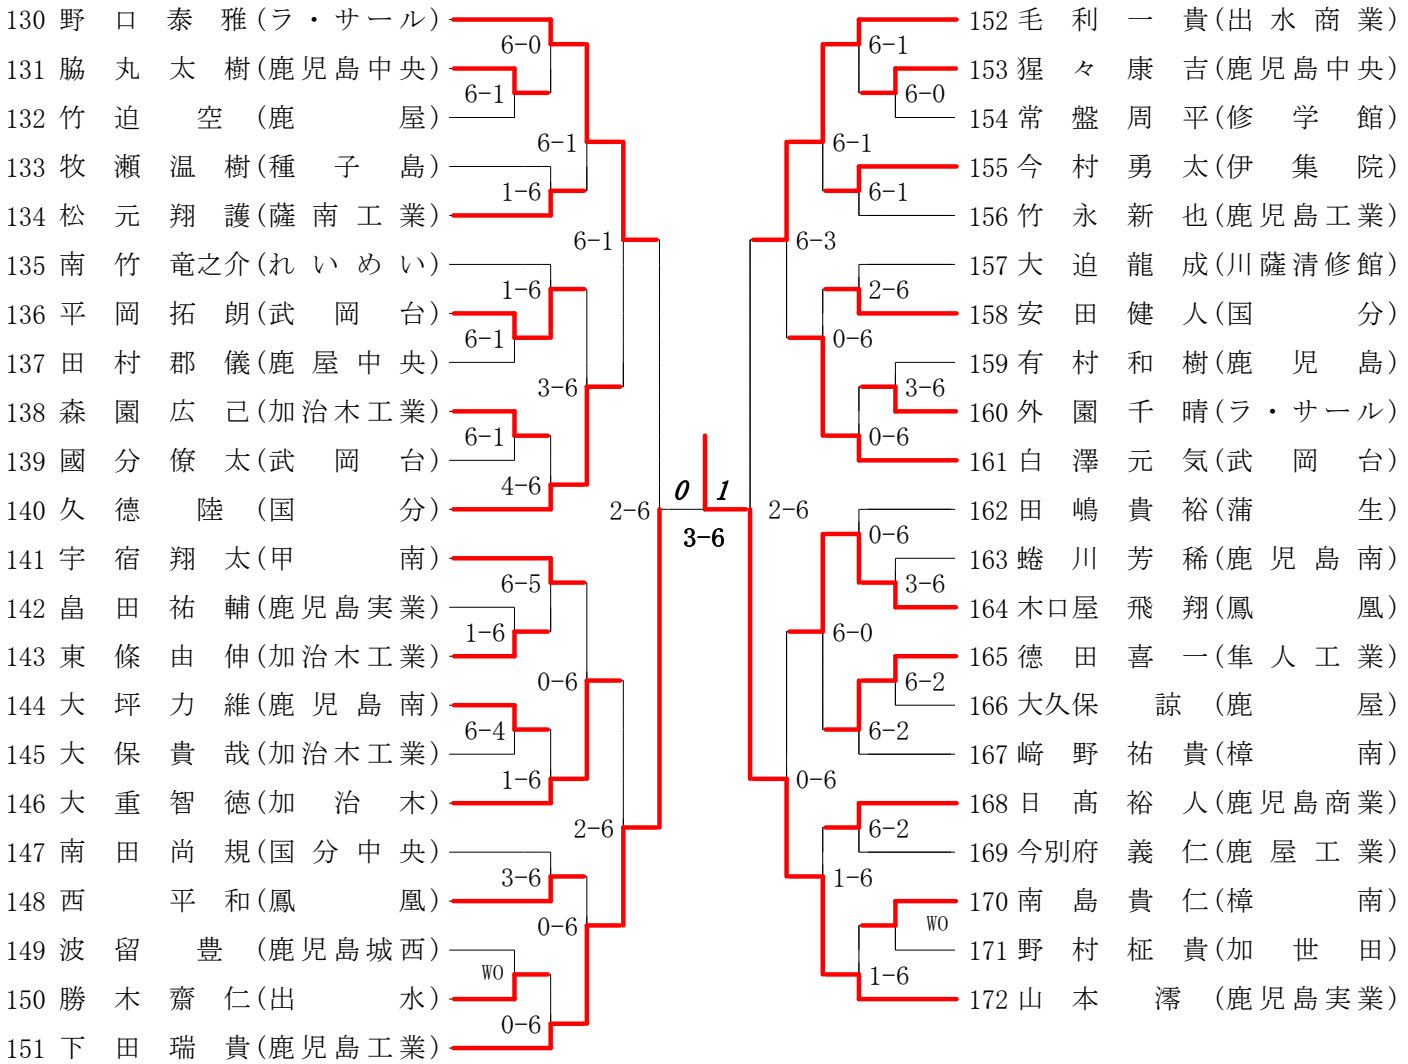 130 野口泰雅(ラ・サール)
6-0
131 脇丸太樹(鹿児島中央)
6-1
132 竹迫空(鹿屋)
6-1
133 牧瀬温樹(種子島)
1-6
134 松元翔護(薩南工業)
6-1
135 南竹竜之介(れいめい)
1-6
136 平岡拓朗(武岡台)
6-1
137 田村郡儀(鹿屋中央)
3-6
138 森園広己(加治木工業)
6-1
139 國分僚太(武岡台)
4-6
140 久德陸(国分)
2-6
141 宇宿翔太(甲南)
6-5
142 畠田祐輔(鹿児島実業)
1-6
143 東條由伸(加治木工業)
0-6
144 大坪力維(鹿児島南)
6-4
145 大保貴哉(加治木工業)
1-6
146 大重智徳(加治木)
2-6
147 南田尚規(国分中央)
3-6
148 西平和(鳳凰)
0-6
149 波留豊(鹿児島城西)
WO
150 勝木齋仁(出水)
0-6
151 下田瑞貴(鹿児島工業)
0 1
3-6
152 毛利一貴(出水商業)
6-1
153 猩々康吉(鹿児島中央)
6-0
154 常盤周平(修学館)
6-1
155 今村勇太(伊集院)
6-1
156 竹永新也(鹿児島工業)
6-3
157 大迫龍成(川薩清修館)
2-6
158 安田健人(国分)
0-6
159 有村和樹(鹿児島)
3-6
160 外園千晴(ラ・サール)
0-6
161 白澤元気(武岡台)
2-6
162 田嶋貴裕(蒲生)
0-6
163 蜷川芳稀(鹿児島南)
3-6
164 木口屋飛翔(鳳凰)
6-0
165 徳田喜一(隼人工業)
6-2
166 大久保諒(鹿屋)
6-2
167 﨑野祐貴(樟南)
0-6
168 日髙裕人(鹿児島商業)
6-2
169 今別府義仁(鹿屋工業)
1-6
170 南島貴仁(樟南)
WO
171 野村柾貴(加世田)
1-6
172 山本澪(鹿児島実業)